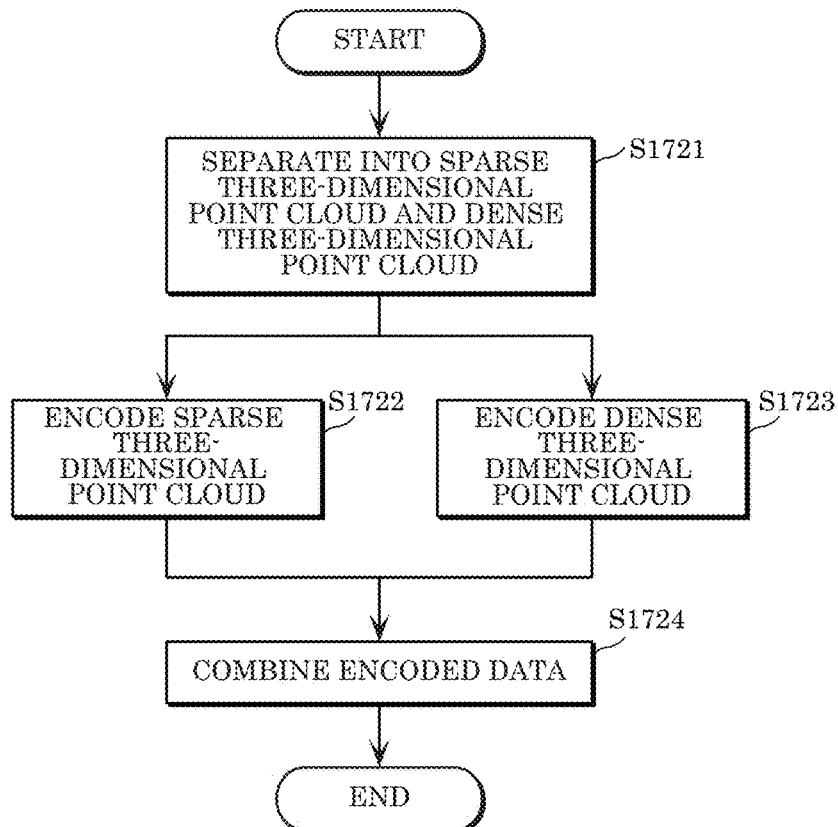 START
S1721
SEPARATE INTO SPARSE
THREE-DIMENSIONAL
POINT CLOUD AND DENSE
THREE-DIMENSIONAL
POINT CLOUD
S1722
ENCODE SPARSE
THREE-
DIMENSIONAL
POINT CLOUD
S1723
ENCODE DENSE
THREE-
DIMENSIONAL
POINT CLOUD
S1724
COMBINE ENCODED DATA
END